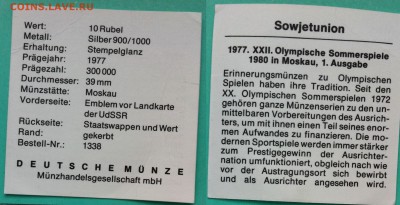 COINS.LAVE.RU
Wert: 10 Rubel
Metall: Silber 900/1000
Erhaltung: Stempelglanz
Prägejahr: 1977
Prägezahl: 300 000
Durchmesser: 39 mm
Münzstätte: Moskau
Vorderseite: Emblem vor Landkarte
der UdSSR
Rückseite: Staatswappen und Wert
Rand: gekerbt
Bestell-Nr.: 1338
DEUTSCHE MÜNZE
Münzhandelsgesellschaft mbH
Sowjetunion
1977. XXII. Olympische Sommerspiele
1980 in Moskau, 1. Ausgabe
Erinnerungsmünzen zu Olympischen
Spielen haben ihre Tradition. Seit den
XX. Olympischen Sommerspielen 1972
gehören ganze Münzenserien zu den un-
mittelbaren Vorbereitungen des Ausrich-
ters, um mit ihnen einen Teil seines enor-
men Aufwandes zu finanzieren. Die mo-
dernen Sportspiele werden immer stärker
zum Prestigegewinn der Ausrichter-
nation umfunktioniert, obgleich nach wie
vor der Austragungsort sich bewirbt
und als Ausrichter angesehen wird.